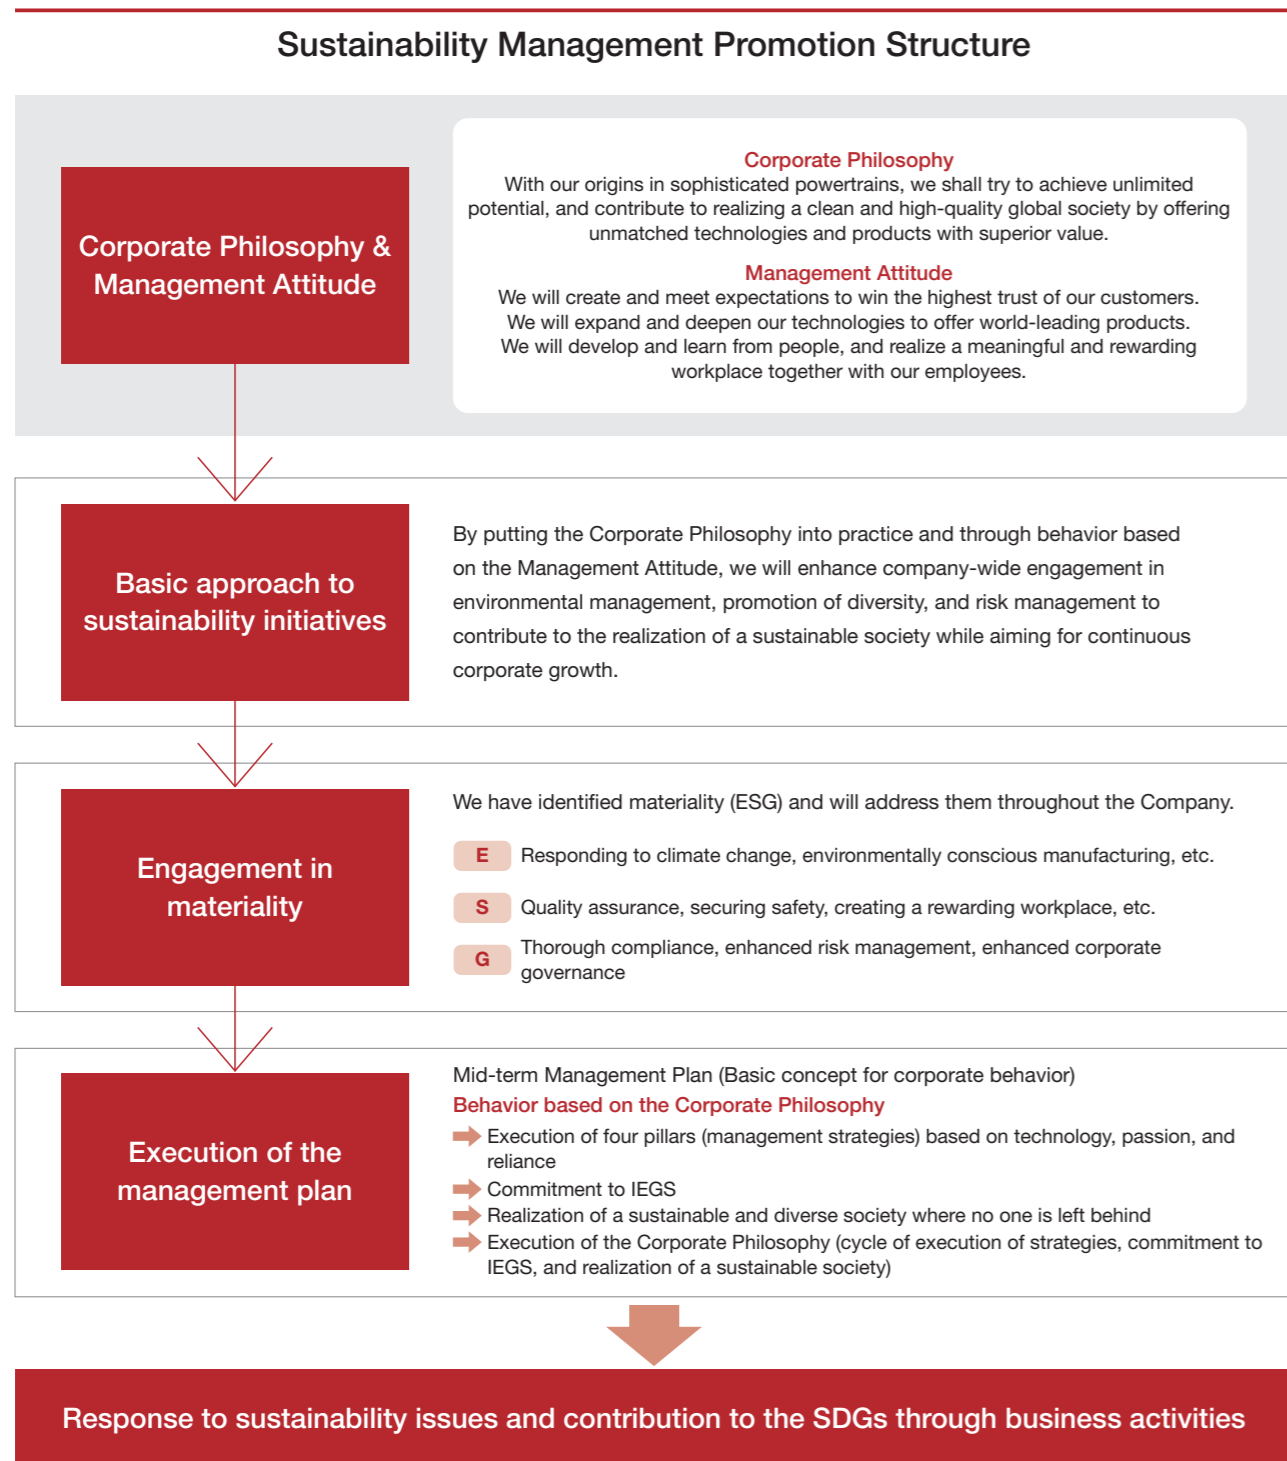 Sustainability Management Promotion Structure
Corporate Philosophy &
Management Attitude
Corporate Philosophy
With our origins in sophisticated powertrains, we shall try to achieve unlimited
potential, and contribute to realizing a clean and high-quality global society by offering
unmatched technologies and products with superior value.
Management Attitude
We will create and meet expectations to win the highest trust of our customers.
We will expand and deepen our technologies to offer world-leading products.
We will develop and learn from people, and realize a meaningful and rewarding
workplace together with our employees.
Basic approach to
sustainability initiatives
By putting the Corporate Philosophy into practice and through behavior based
on the Management Attitude, we will enhance company-wide engagement in
environmental management, promotion of diversity, and risk management to
contribute to the realization of a sustainable society while aiming for continuous
corporate growth.
Engagement in
materiality
We have identified materiality (ESG) and will address them throughout the Company.
E Responding to climate change, environmentally conscious manufacturing, etc.
S Quality assurance, securing safety, creating a rewarding workplace, etc.
G Thorough compliance, enhanced risk management, enhanced corporate
governance
Execution of the
management plan
Mid-term Management Plan (Basic concept for corporate behavior)
Behavior based on the Corporate Philosophy
Execution of four pillars (management strategies) based on technology, passion, and
reliance
Commitment to IEGS
Realization of a sustainable and diverse society where no one is left behind
Execution of the Corporate Philosophy (cycle of execution of strategies, commitment to
IEGS, and realization of a sustainable society)
Response to sustainability issues and contribution to the SDGs through business activities